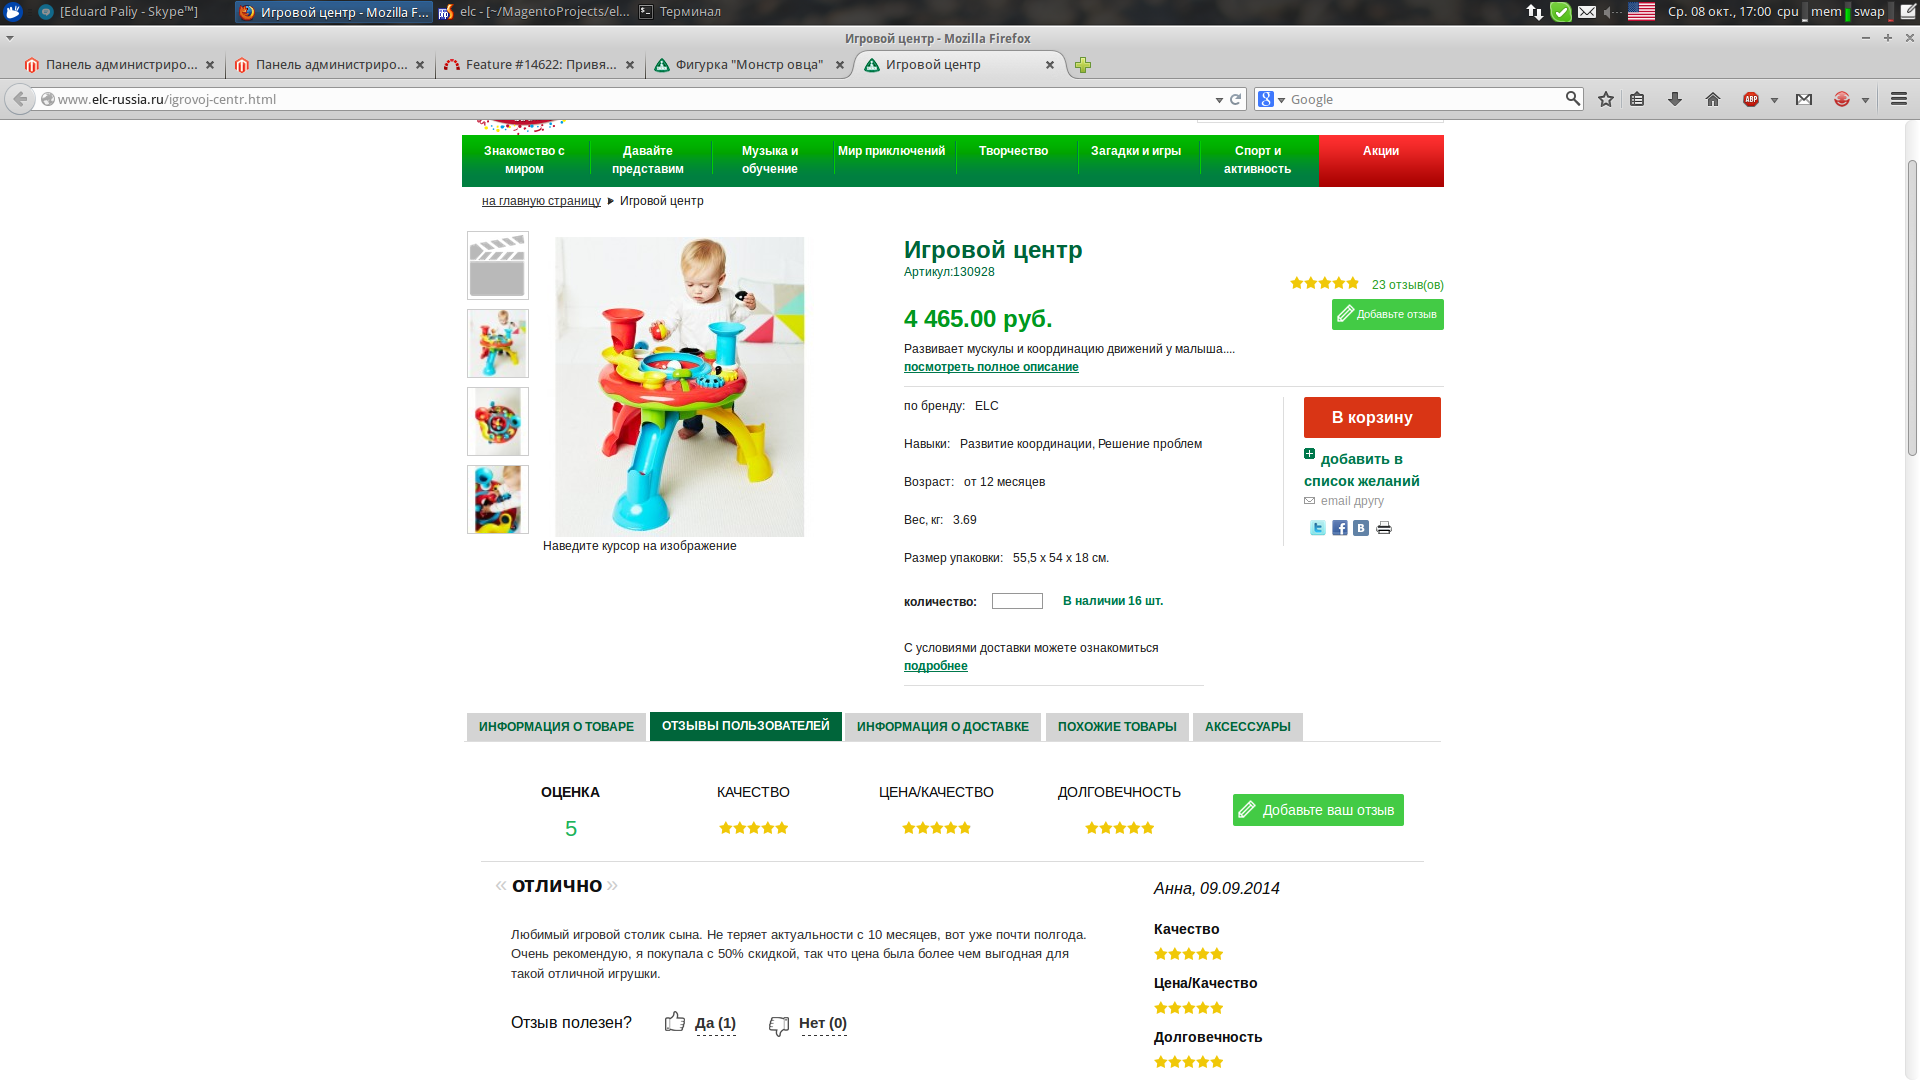 [Eduard Paliy - Skype™]
Игровой центр - Mozilla F...
elc - [~/MagentoProjects/el...
Терминал
Ср. 08 окт., 17:00 cpu mem swap
Игровой центр - Mozilla Firefox
Панель администриро...
Панель администриро...
Feature #14622: Привя...
Фигурка "Монстр овца"
Игровой центр
www.elc-russia.ru/igrovoj-centr.html
Google
ABP
Знакомство с миром
Давайте представим
Музыка и обучение
Мир приключений
Творчество
Загадки и игры
Спорт и активность
Акции
на главную страницу Игровой центр
Наведите курсор на изображение
Игровой центр
Артикул:130928
23 отзыв(ов)
4 465.00 руб.
Добавьте отзыв
Развивает мускулы и координацию движений у малыша....
посмотреть полное описание
по бренду: ELC
Навыки: Развитие координации, Решение проблем
Возраст: от 12 месяцев
Вес, кг: 3.69
Размер упаковки: 55,5 x 54 x 18 см.
количество: В наличии 16 шт.
С условиями доставки можете ознакомиться
подробнее
В корзину
добавить в
список желаний
email другу
ИНФОРМАЦИЯ О ТОВАРЕ
ОТЗЫВЫ ПОЛЬЗОВАТЕЛЕЙ
ИНФОРМАЦИЯ О ДОСТАВКЕ
ПОХОЖИЕ ТОВАРЫ
АКСЕССУАРЫ
ОЦЕНКА
КАЧЕСТВО
ЦЕНА/КАЧЕСТВО
ДОЛГОВЕЧНОСТЬ
5
Добавьте ваш отзыв
« отлично »
Анна, 09.09.2014
Любимый игровой столик сына. Не теряет актуальности с 10 месяцев, вот уже почти полгода.
Очень рекомендую, я покупала с 50% скидкой, так что цена была более чем выгодная для
такой отличной игрушки.
Отзыв полезен? Да (1) Нет (0)
Качество
Цена/Качество
Долговечность